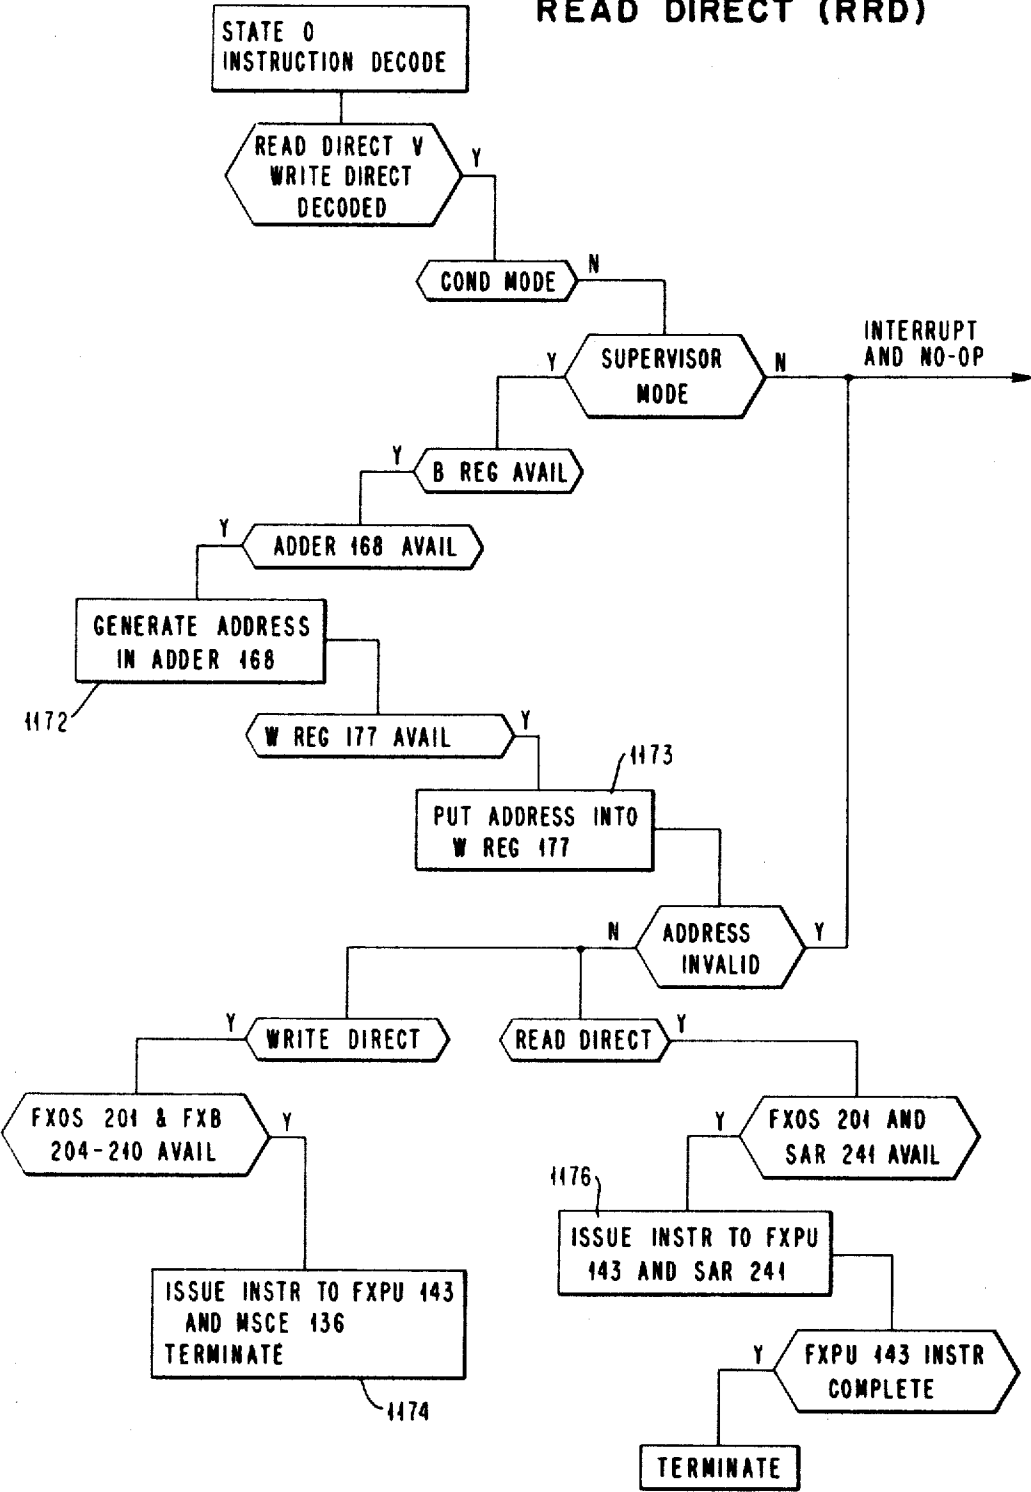 READ DIRECT (RRD)
STATE 0
INSTRUCTION DECODE
READ DIRECT V
WRITE DIRECT
DECODED
Y
COND MODE
N
SUPERVISOR
MODE
Y
N
INTERRUPT
AND NO-OP
B REG AVAIL
Y
ADDER 168 AVAIL
Y
GENERATE ADDRESS
IN ADDER 168
1172
W REG 177 AVAIL
Y
1173
PUT ADDRESS INTO
W REG 177
ADDRESS
INVALID
N
Y
WRITE DIRECT
Y
READ DIRECT
Y
FXOS 201 & FXB
204-210 AVAIL
Y
FXOS 201 AND
SAR 241 AVAIL
Y
1176
ISSUE INSTR TO FXPU
143 AND SAR 241
ISSUE INSTR TO FXPU 143
AND MSCE 136
TERMINATE
1174
FXPU 143 INSTR
COMPLETE
Y
TERMINATE